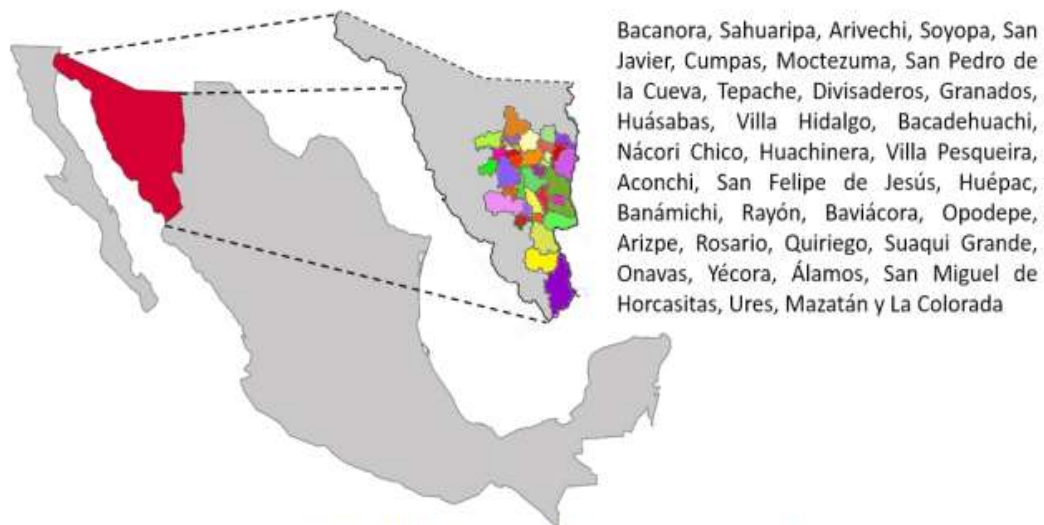 Bacanora, Sahuaripa, Arivechi, Soyopa, San
Javier, Cumpas, Moctezuma, San Pedro de
la Cueva, Tepache, Divisaderos, Granados,
Huásabas, Villa Hidalgo, Bacadehuachi,
Nácori Chico, Huachinera, Villa Pesqueira,
Aconchi, San Felipe de Jesús, Huépac,
Banámichi, Rayón, Baviácora, Opodepe,
Arizpe, Rosario, Quiriego, Suaqui Grande,
Onavas, Yécora, Álamos, San Miguel de
Horcasitas, Ures, Mazatán y La Colorada